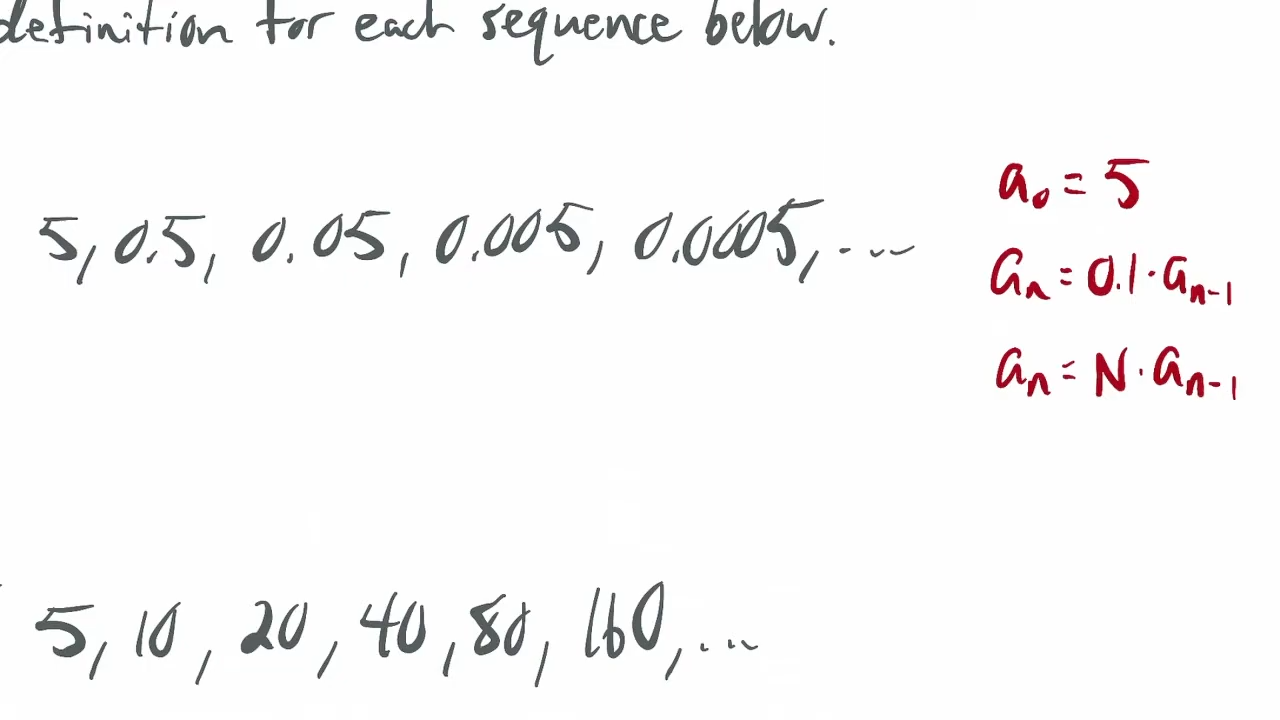 definition for each sequence below.
5, 0.5, 0.05, 0.005, 0.0005, ...
a₀ = 5
aₙ = 0.1 · aₙ₋₁
aₙ = N · aₙ₋₁
5, 10, 20, 40, 80, 160, ...